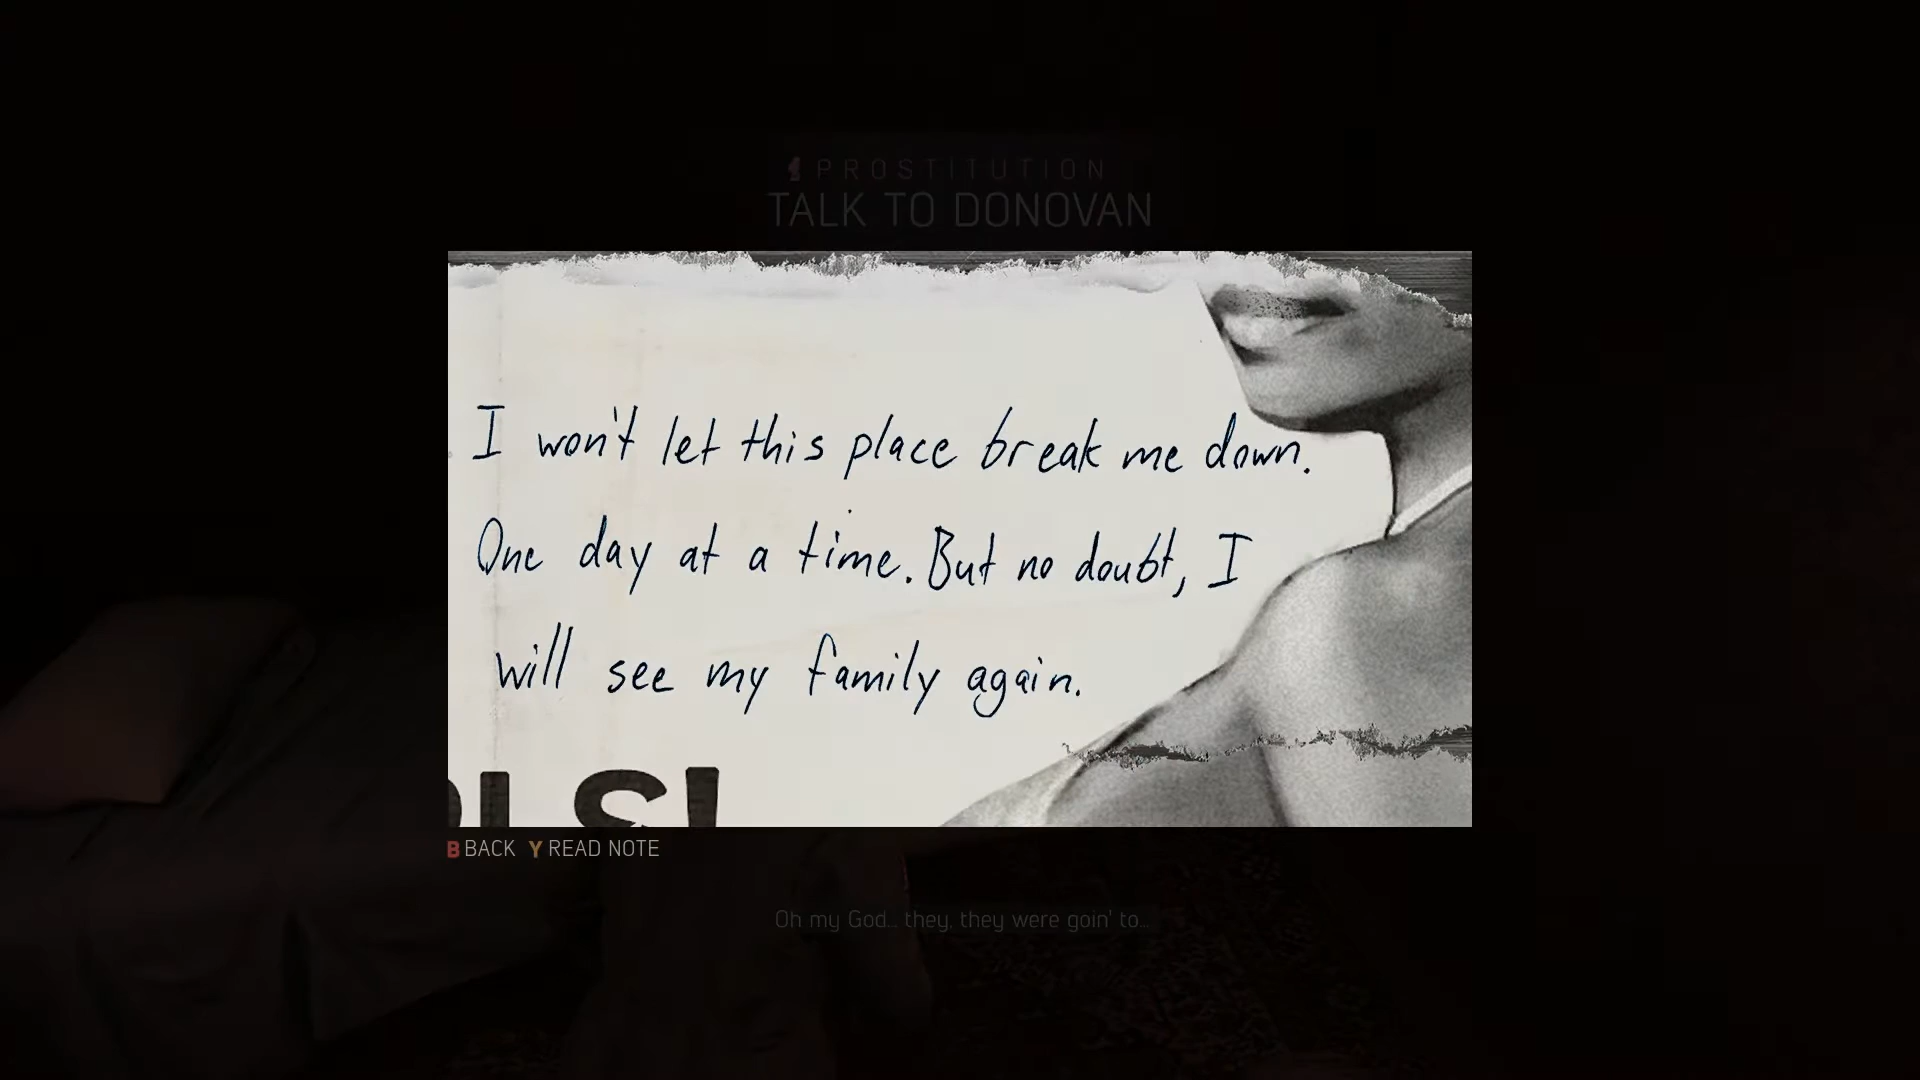 PROSTITUTION
TALK TO DONOVAN
I won't let this place break me down.
One day at a time. But no doubt, I
will see my family again.
LS!
B BACK Y READ NOTE
Oh my God... they, they were goin' to...